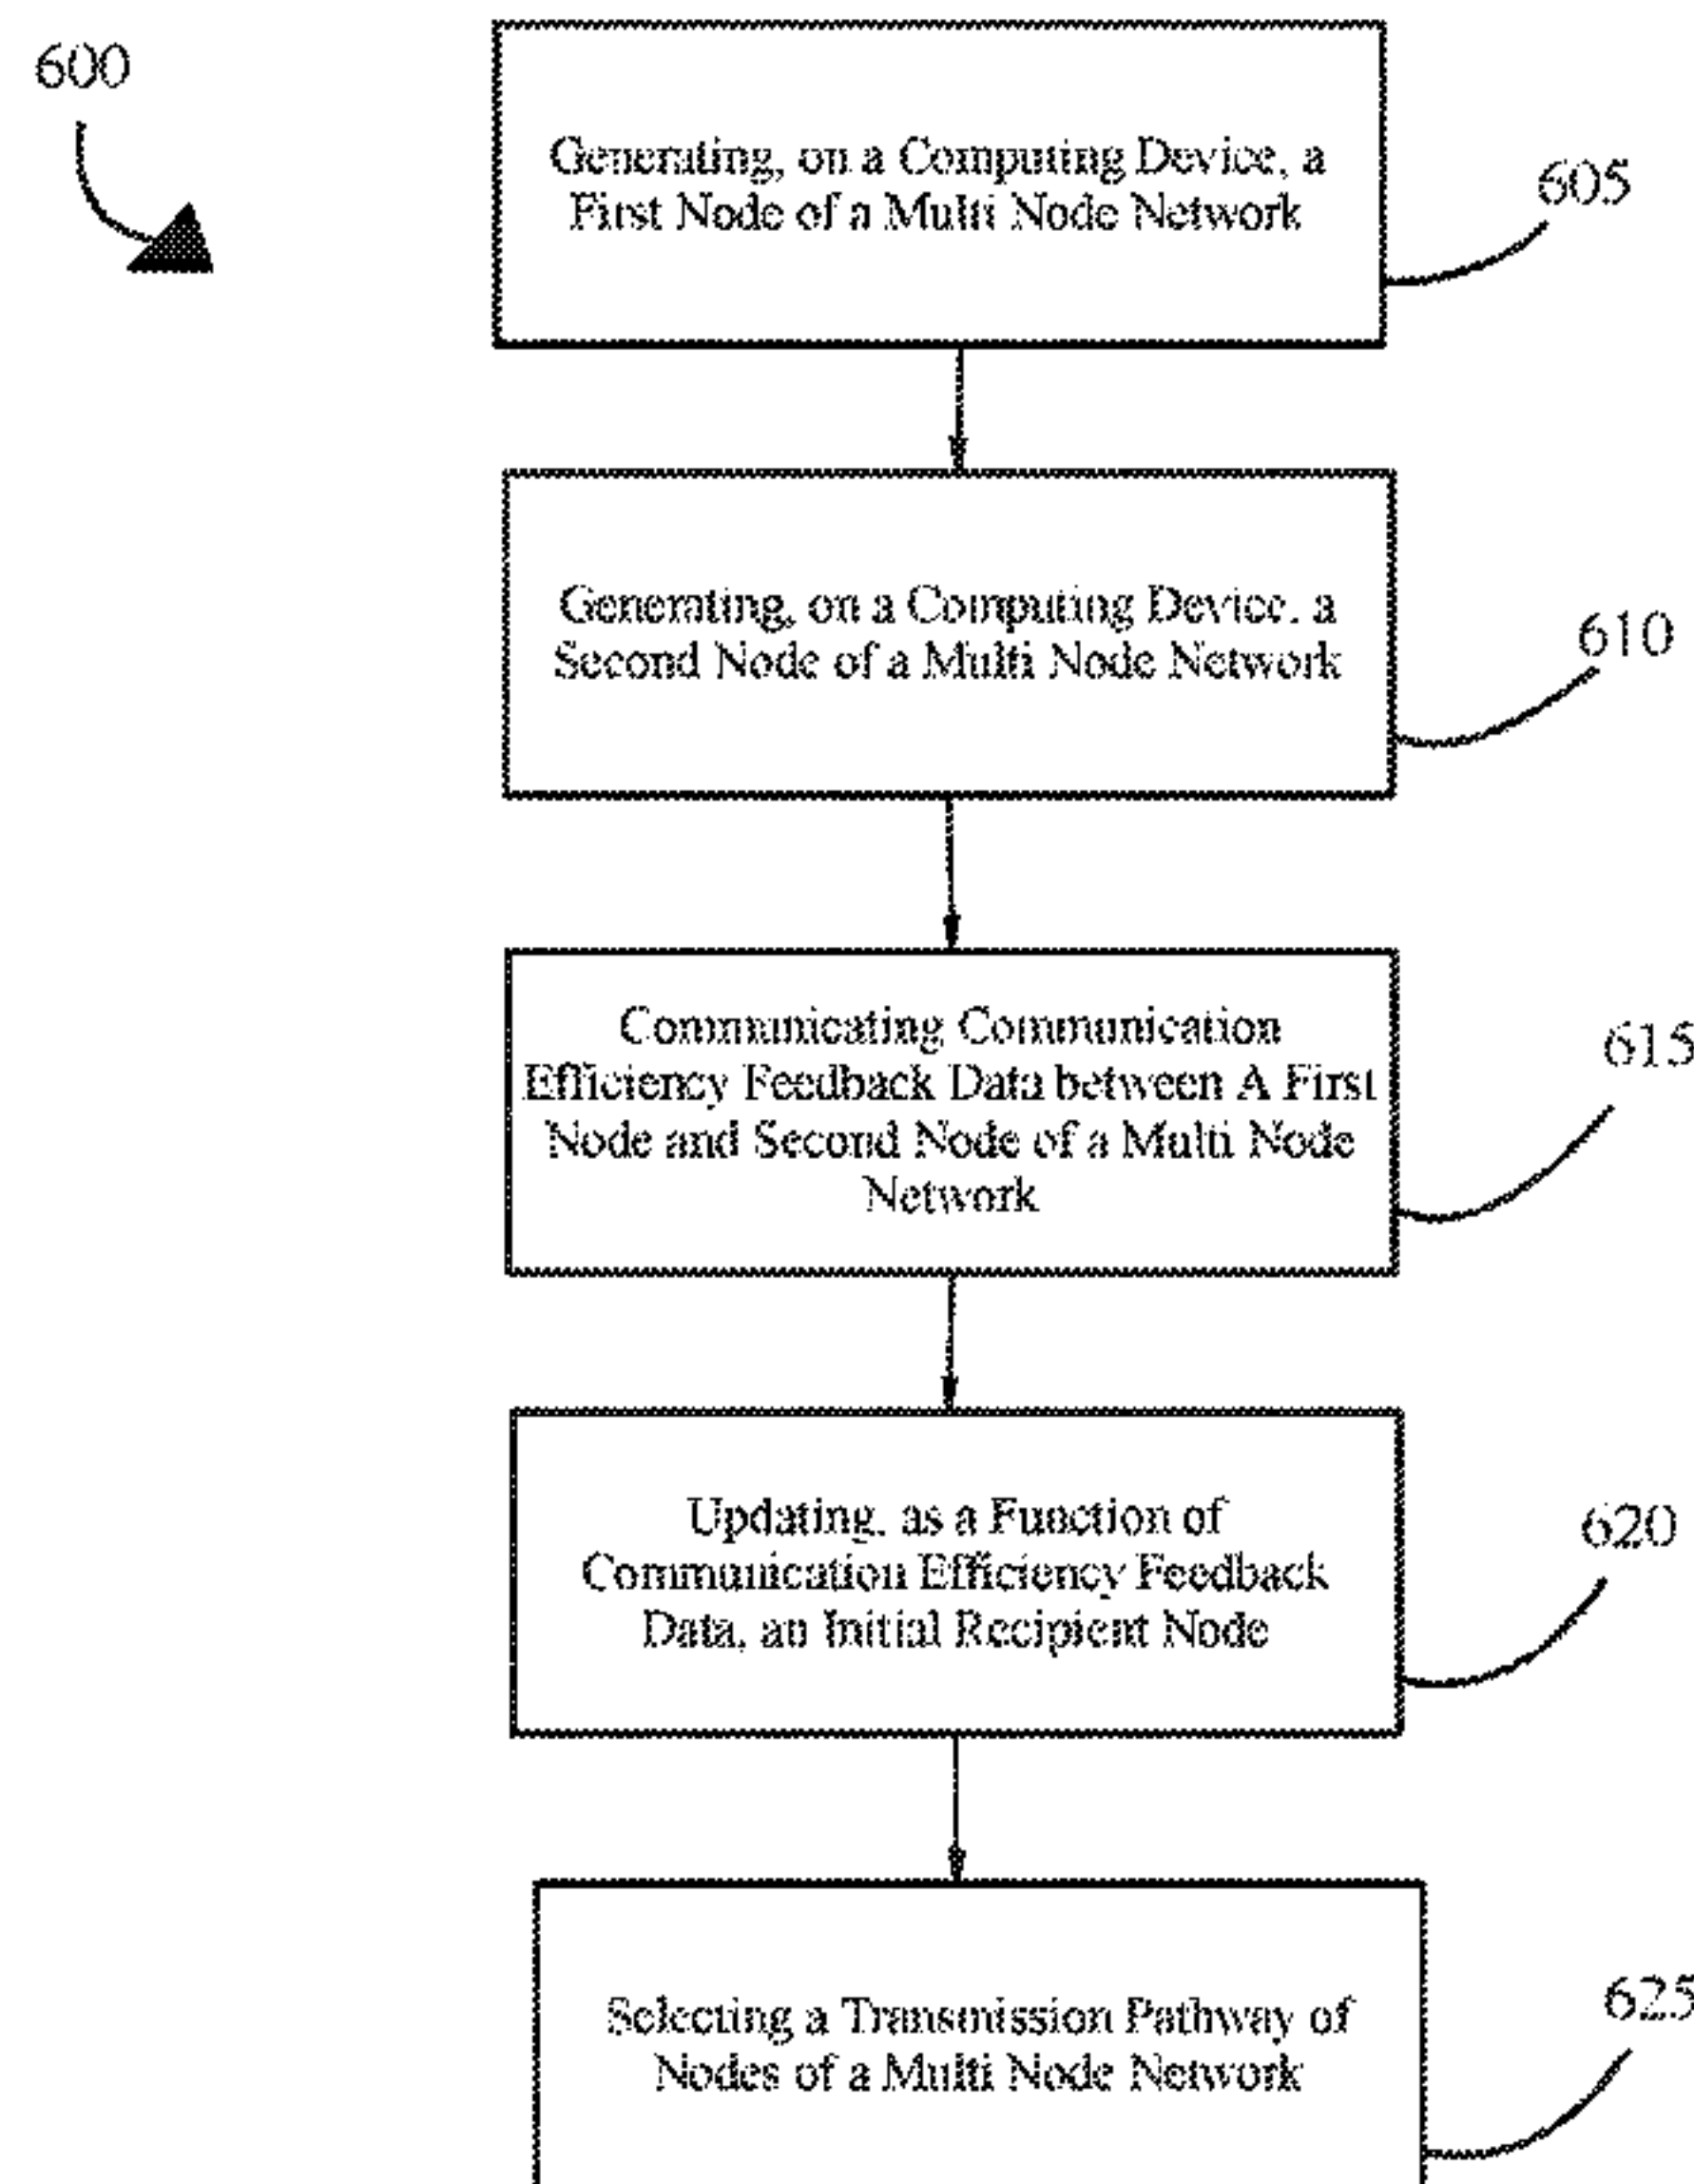 600
Generating, on a Computing Device, a
First Node of a Multi Node Network
605
Generating, on a Computing Device, a
Second Node of a Multi Node Network
610
Communicating Communication
Efficiency Feedback Data between A First
Node and Second Node of a Multi Node
Network
615
Updating, as a Function of
Communication Efficiency Feedback
Data, an Initial Recipient Node
620
Selecting a Transmission Pathway of
Nodes of a Multi Node Network
625